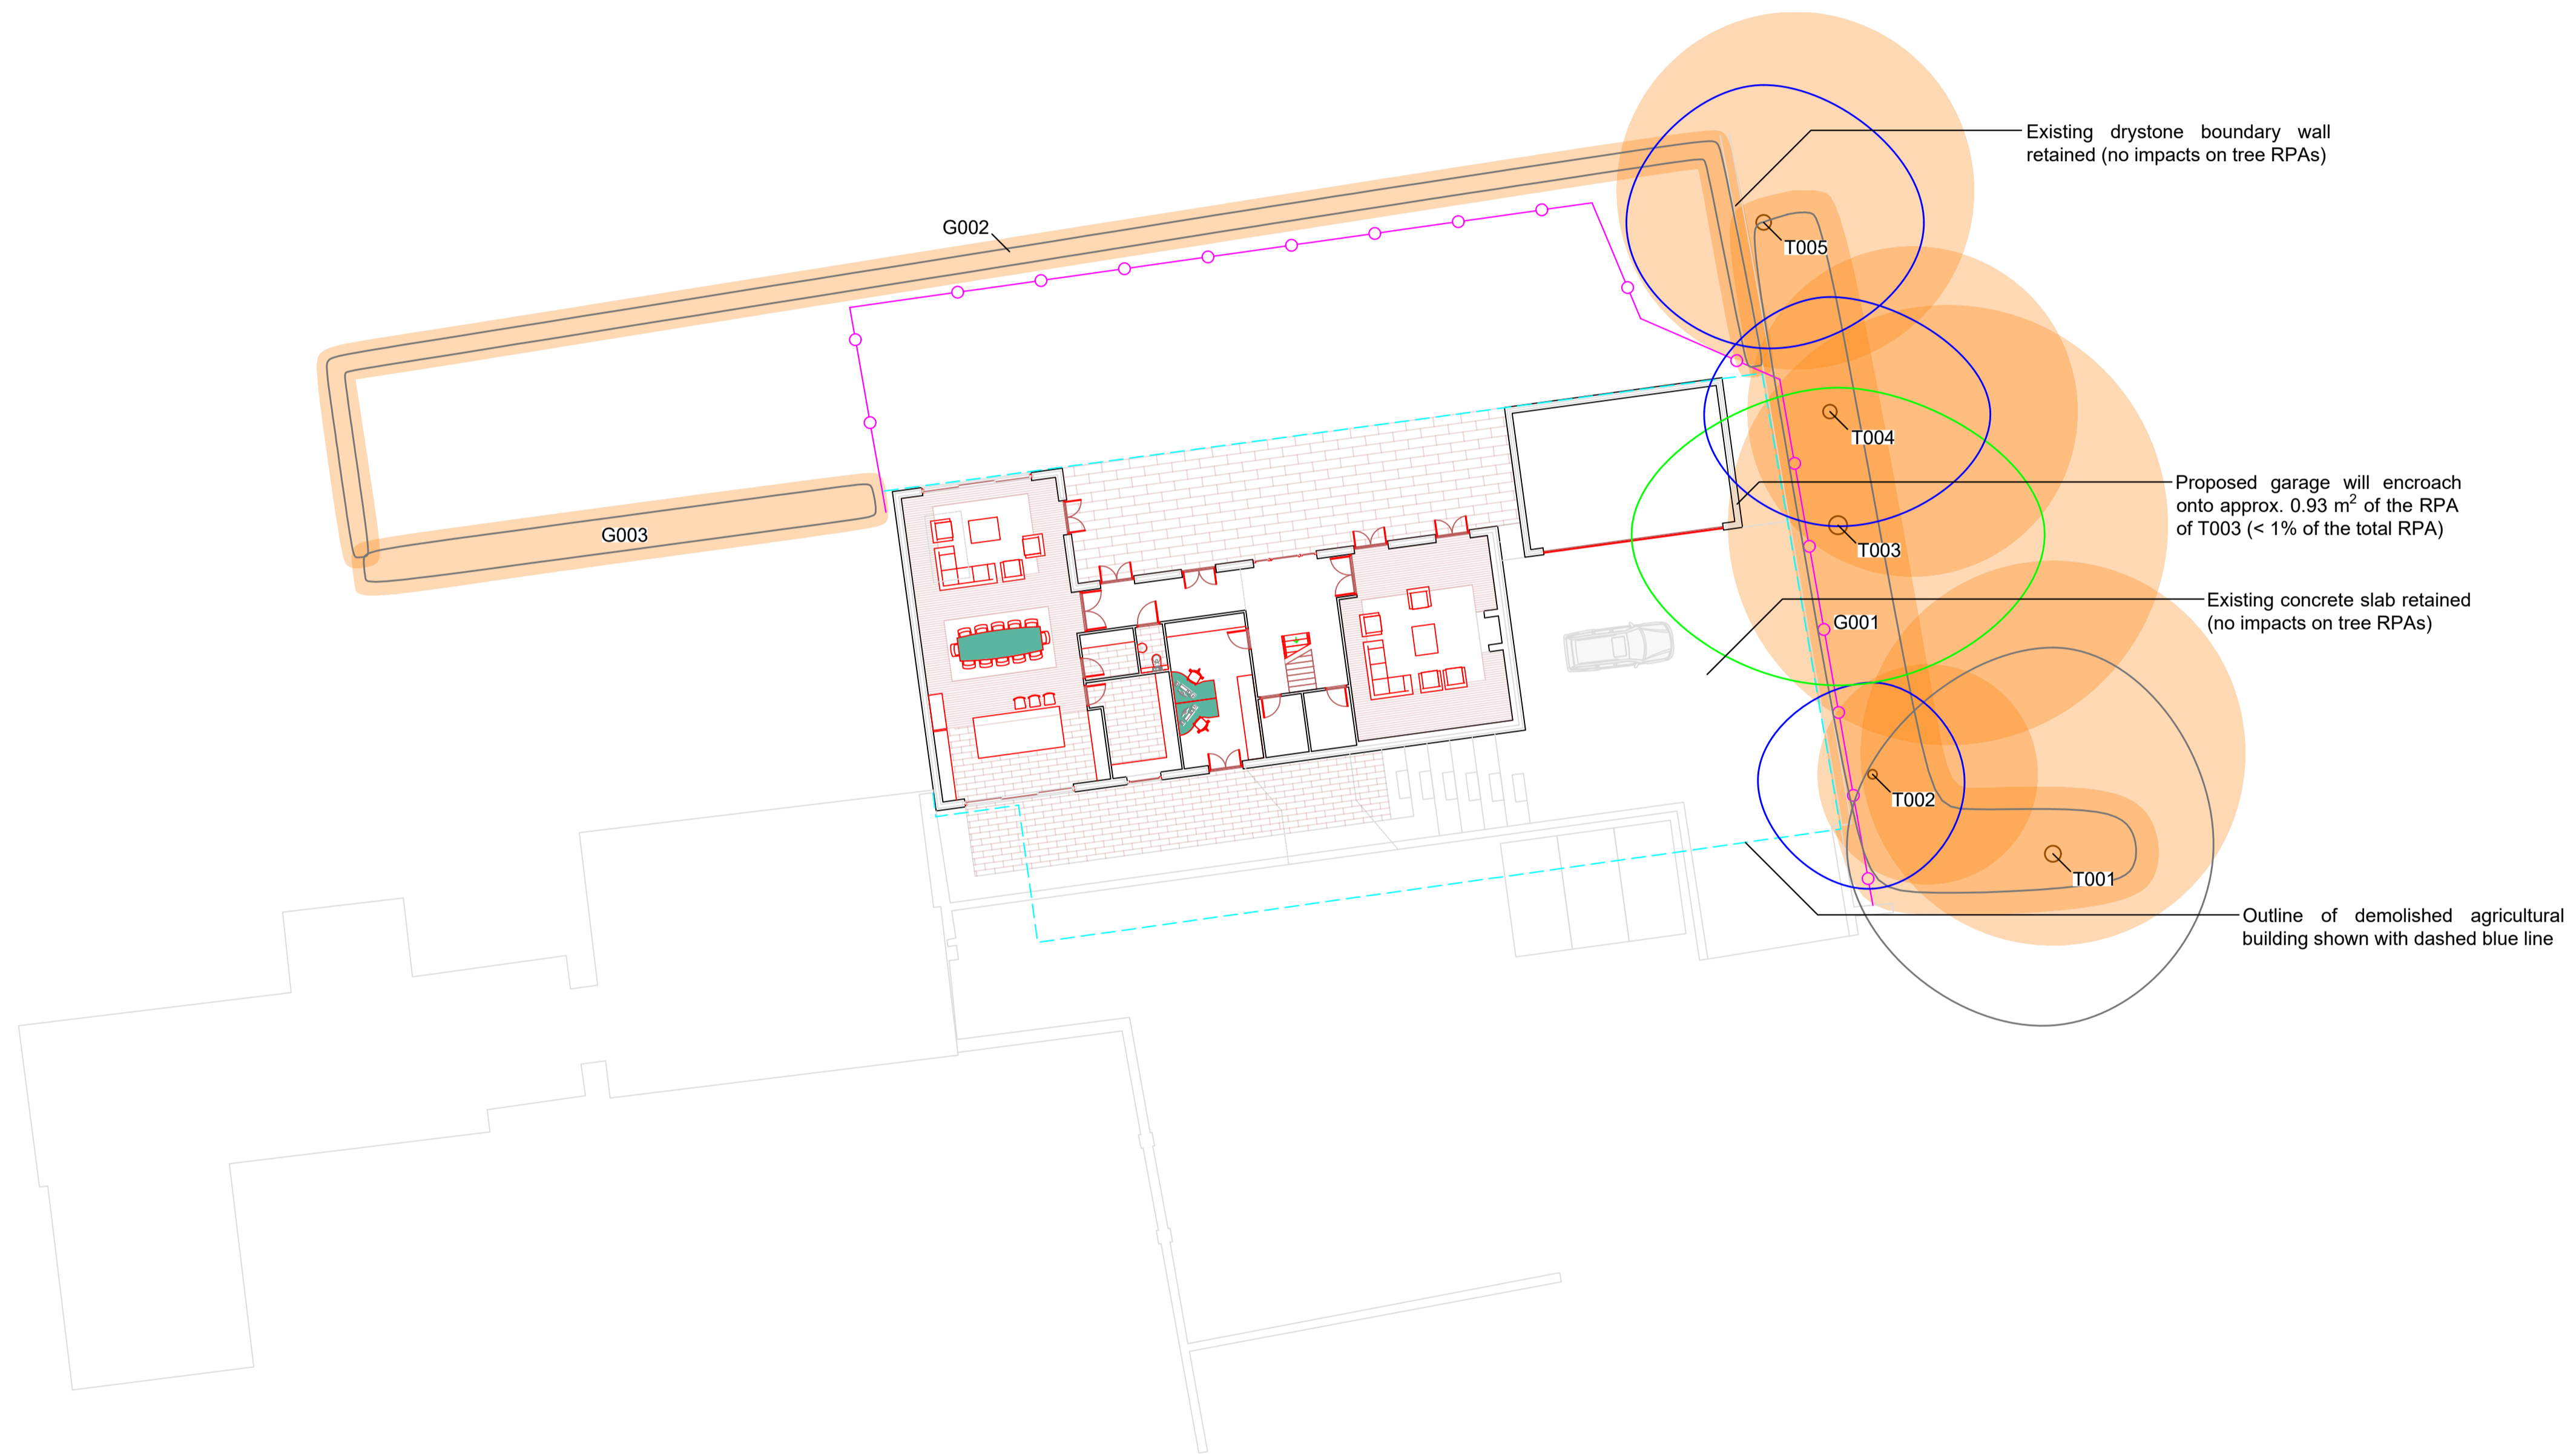 Existing drystone boundary wall
retained (no impacts on tree RPAs)
G002
T005
T004
Proposed garage will encroach
onto approx. 0.93 m² of the RPA
of T003 (< 1% of the total RPA)
G003
T003
Existing concrete slab retained
(no impacts on tree RPAs)
G001
T002
T001
Outline of demolished agricultural
building shown with dashed blue line